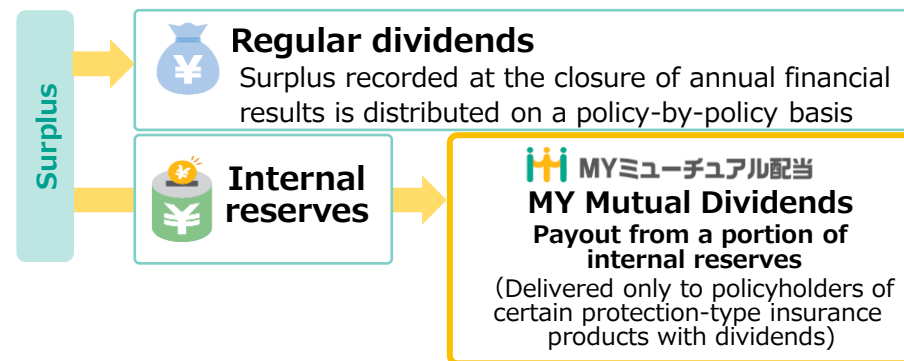 Surplus
¥
Regular dividends
Surplus recorded at the closure of annual financial
results is distributed on a policy-by-policy basis
¥
¥
Internal
reserves
MYミューチュアル配当
MY Mutual Dividends
Payout from a portion of
internal reserves
(Delivered only to policyholders of
certain protection-type insurance
products with dividends)